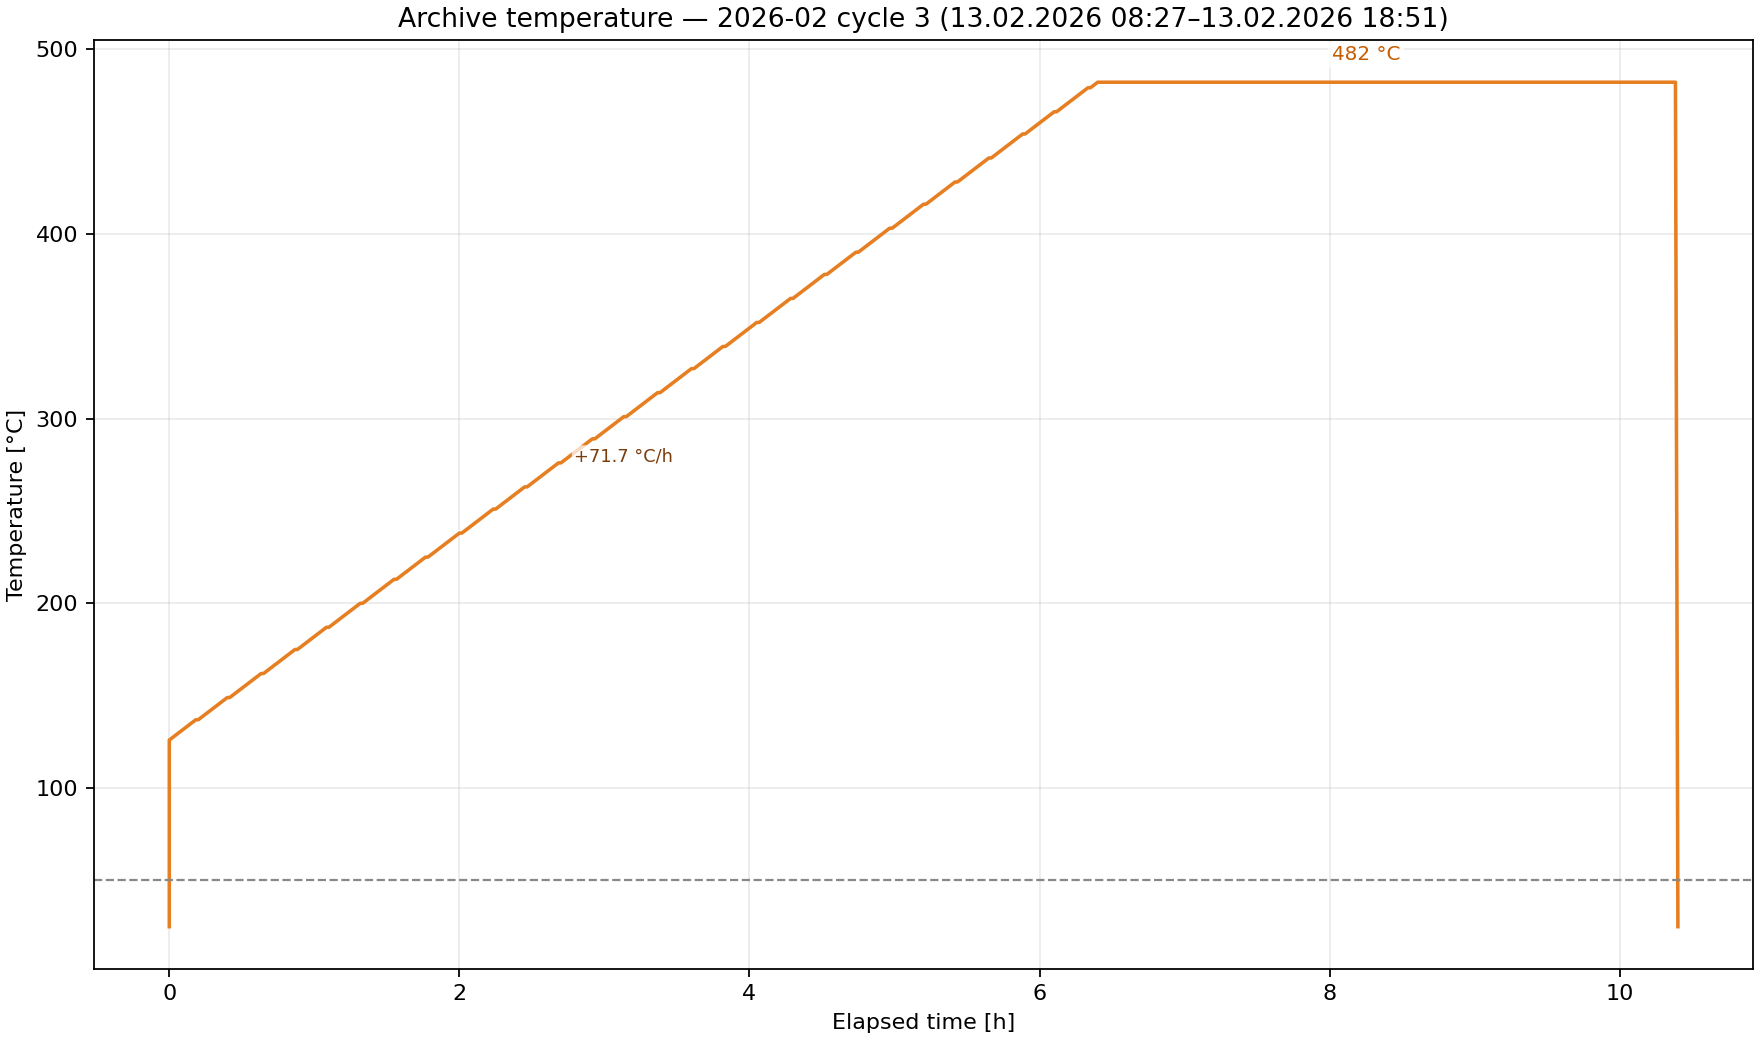 Archive temperature — 2026-02 cycle 3 (13.02.2026 08:27–13.02.2026 18:51)
482 °C
+71.7 °C/h
500
400
300
200
100
Temperature [°C]
0
2
4
6
8
10
Elapsed time [h]